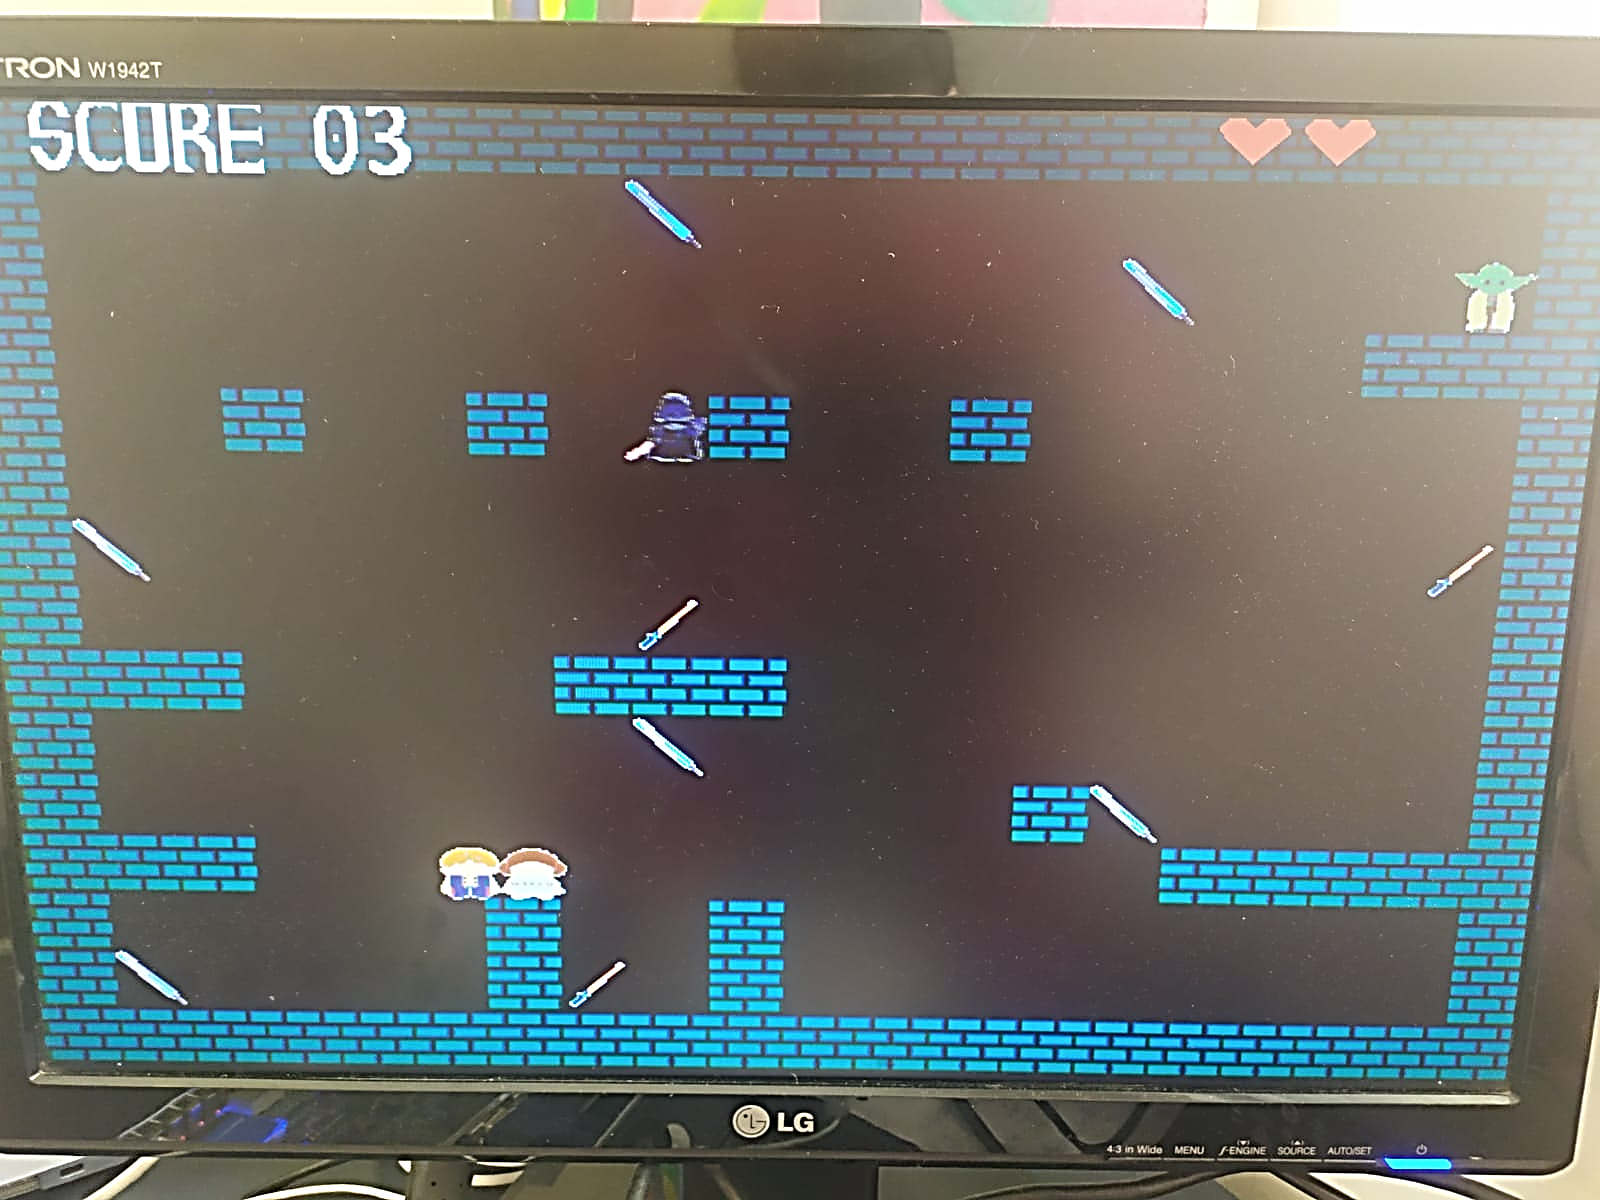 TRON W1942T
SCORE 03
LG
4:3 in Wide MENU f-ENGINE SOURCE AUTO/SET